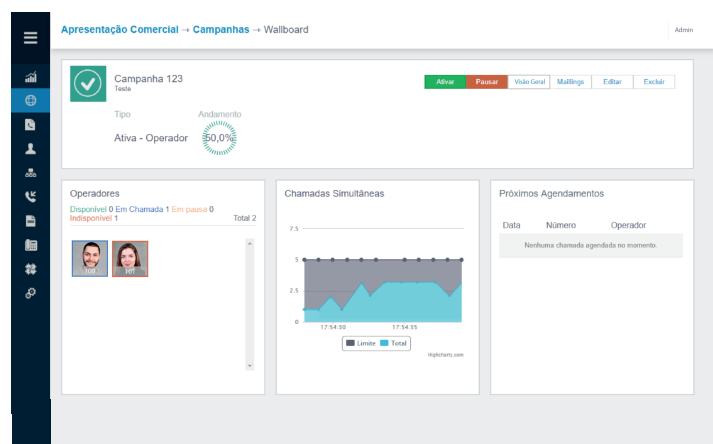 Apresentação Comercial → Campanhas → Wallboard
Admin
Campanha 123
Teste
Ativar Pausar Visão Geral Maillings Editar Excluir
Tipo Andamento
Ativa - Operador 50,0%
Operadores
Disponível 0 Em Chamada 1 Em pausa 0
Indisponível 1 Total 2
100 101
Chamadas Simultâneas
7.5
5
2.5
0
17:54:50 17:54:55
Limite Total
Highcharts.com
Próximos Agendamentos
Data Número Operador
Nenhuma chamada agendada no momento.